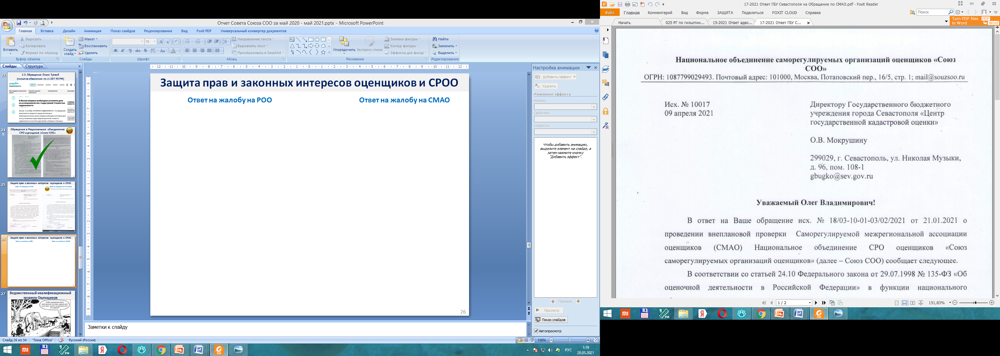 Отчет Совета Союза СОО за май 2020 - май 2021.pptx - Microsoft PowerPoint
Главная Вставка Дизайн Анимация Показ слайдов Рецензирование Вид Foxit PDF Универсальный конвертер документов
Вставить
Вырезать
Копировать
Формат по образцу
Буфер обмена
Создать слайд
Макет
Восстановить
Удалить
Слайды
18
Шрифт
Направление текста
Выровнять текст
Преобразовать в SmartArt
Абзац
Упорядочить
Экспресс-стили
Заливка фигуры
Контур фигуры
Эффекты для фигур
Рисование
Найти
Заменить
Выделить
Редактирование
Слайды Структура
23
2.3. Обращение Ольги Туевой
(попытка обвинения по ст.307 УК РФ)
НЕДВИЖИМОСТЬ
В Москве впервые возбуждено уголовное дело
из-за мошенничества с кадастровой стоимостью
недвижимости
24
Обращение в Национальное объединение
СРО оценщиков «Союз СОО»
25
Защита прав и законных интересов оценщиков и СРОО
26
Защита прав и законных интересов оценщиков и СРОО
Ответ на жалобу на РОО Ответ на жалобу на СМАО
27
Ведомственный квалификационный
экзамен Оценщиков
Защита прав и законных интересов оценщиков и СРОО
Ответ на жалобу на РОО Ответ на жалобу на СМАО
26
Заметки к слайду
Настройка анимации
Добавить эффект
Удалить
Изменение эффекта
Начало:
Свойство:
Скорость:
Чтобы добавить анимацию,
выделите элемент на слайде, а
затем нажмите кнопку
"Добавить эффект".
Порядок
Просмотр
Показ слайдов
Автопросмотр
Слайд 26 из 34 "Тема Office" Русский (Россия)
106%
РУС
1:19
20.05.2021
17-2021 Ответ ГБУ Севастополя на Обращение по СМАО.pdf - Foxit Reader
Файл Главная Комментарий Вид Форма ЗАЩИТА Поделиться FOXIT CLOUD Справка
Поиск
Начать 025 РГ по гильотин... 15-2021 Ответ адво... 17-2021 Ответ ГБУ С...
Turn PDF files
to Word
PDF
Word
Национальное объединение саморегулируемых организаций оценщиков «Союз
СОО»
ОГРН: 1087799029493. Почтовый адрес: 101000, Москва, Потаповский пер., 16/5, стр. 1; mail@souzsoo.ru
Исх. № 10017
09 апреля 2021
Директору Государственного бюджетного
учреждения города Севастополя «Центр
государственной кадастровой оценки»
О.В. Мокрушину
299029, г. Севастополь, ул. Николая Музыки,
д. 96, пом. 108-1
gbugko@sev.gov.ru
Уважаемый Олег Владимирович!
В ответ на Ваше обращение исх. № 18/03-10-01-03/02/2021 от 21.01.2021 о
проведении внеплановой проверки Саморегулируемой межрегиональной ассоциации
оценщиков (СМАО) Национальное объединение СРО оценщиков «Союз
саморегулируемых организаций оценщиков» (далее – Союз СОО) сообщает следующее.
В соответствии со статьей 24.10 Федерального закона от 29.07.1998 № 135-ФЗ «Об
оценочной деятельности в Российской Федерации» в функции национального
1 / 2
151,83%